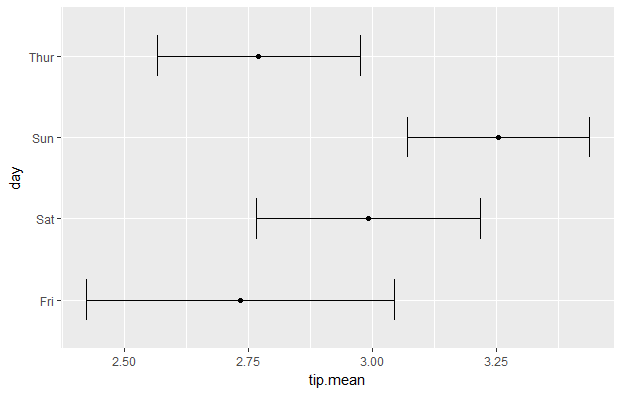 Thur
Sun
Sat
Fri
day
2.50
2.75
3.00
3.25
tip.mean